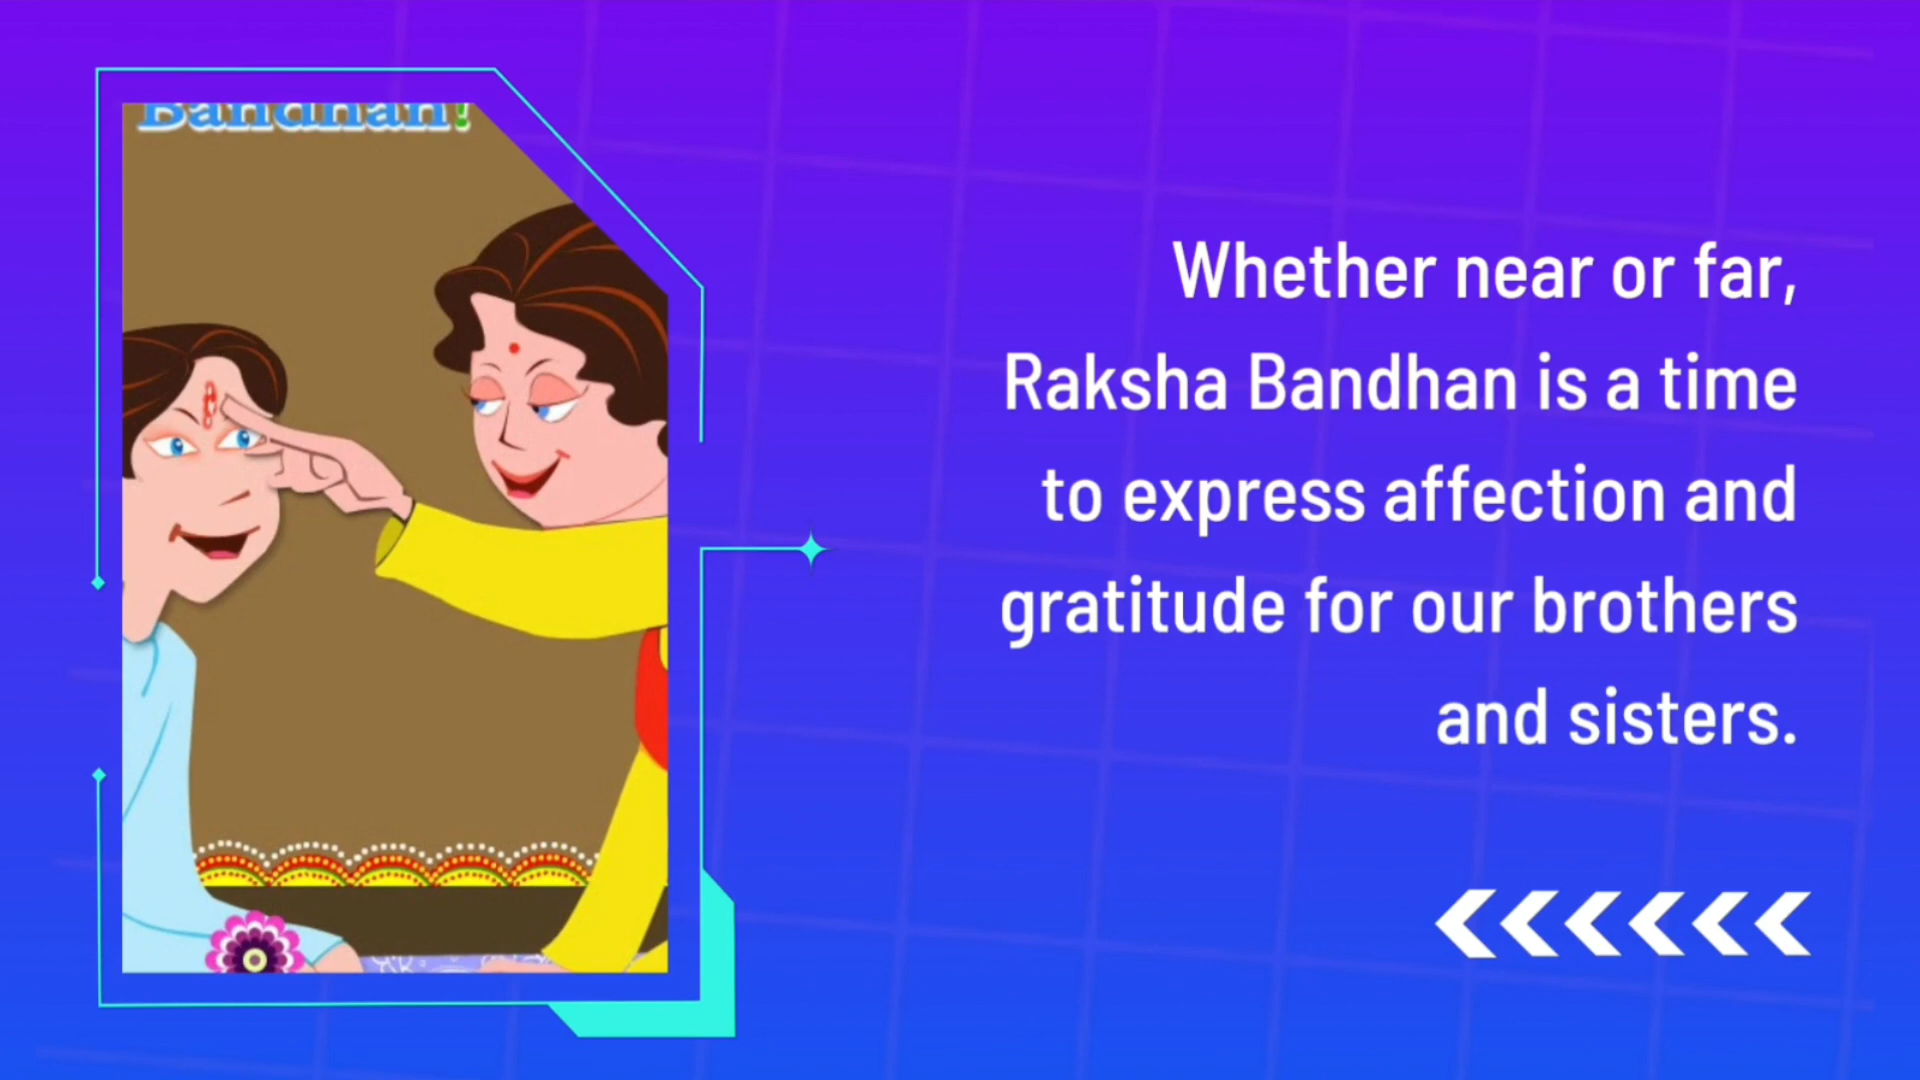 Bandhan!
Whether near or far,
Raksha Bandhan is a time
to express affection and
gratitude for our brothers
and sisters.